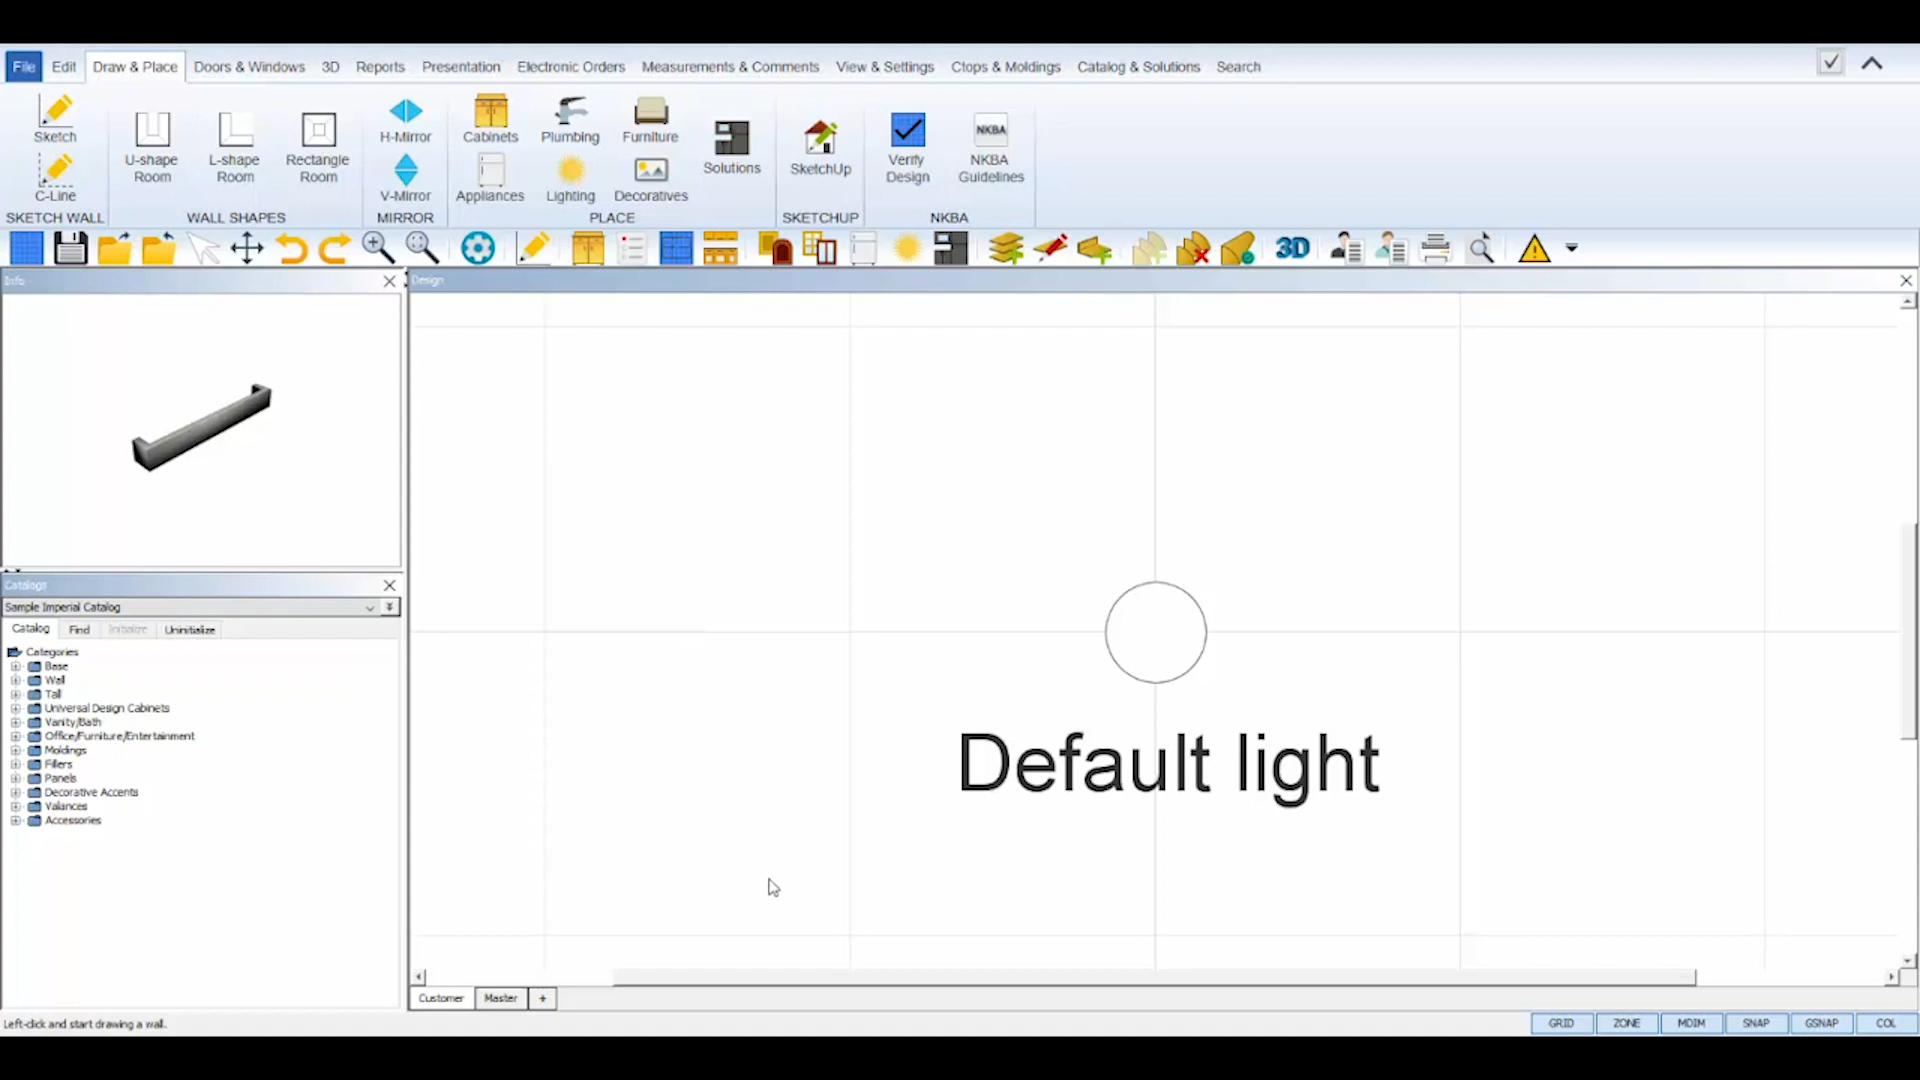 File Edit Draw & Place Doors & Windows 3D Reports Presentation Electronic Orders Measurements & Comments View & Settings Ctops & Moldings Catalog & Solutions Search
Sketch
C-Line
SKETCH WALL
U-shape
Room
L-shape
Room
Rectangle
Room
WALL SHAPES
H-Mirror
V-Mirror
MIRROR
Cabinets
Appliances
Plumbing
Lighting
Furniture
Decoratives
Solutions
PLACE
SketchUp
SKETCHUP
Verify
Design
NKBA
NKBA
Guidelines
NKBA
3D
Info
Design
Default light
Catalogs
Sample Imperial Catalog
Catalog Find Initialize Uninitialize
Categories
Base
Wall
Tall
Universal Design Cabinets
Vanity/Bath
Office/Furniture/Entertainment
Moldings
Fillers
Panels
Decorative Accents
Valances
Accessories
Customer Master +
Left-click and start drawing a wall.
GRID ZONE MDIM SNAP GSNAP COL